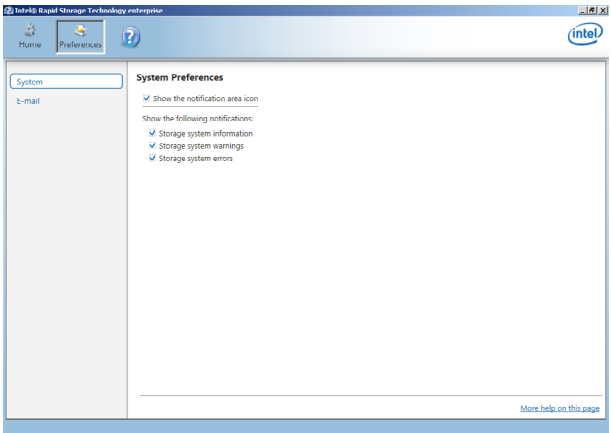 Intel® Rapid Storage Technology enterprise
Home
Preferences
?
intel
System
E-mail
System Preferences
Show the notification area icon
Show the following notifications:
Storage system information
Storage system warnings
Storage system errors
More help on this page